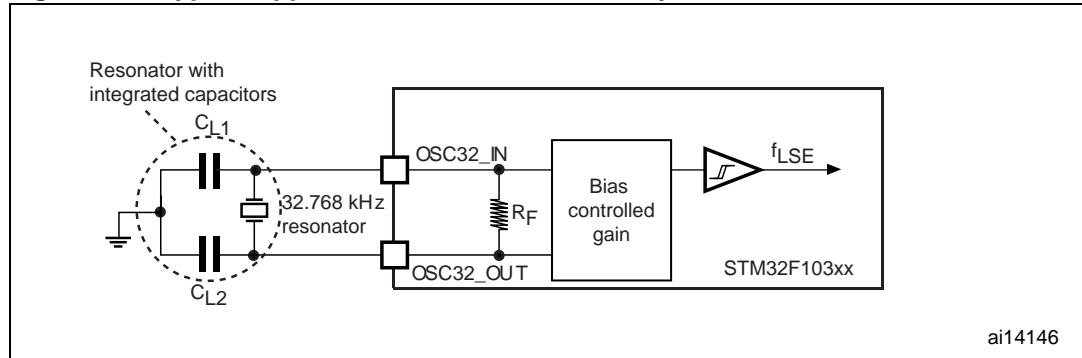 Resonator with
integrated capacitors
CL1
OSC32_IN
fLSE
32.768 kHz
resonator
RF
Bias
controlled
gain
OSC32_OUT
STM32F103xx
CL2
ai14146